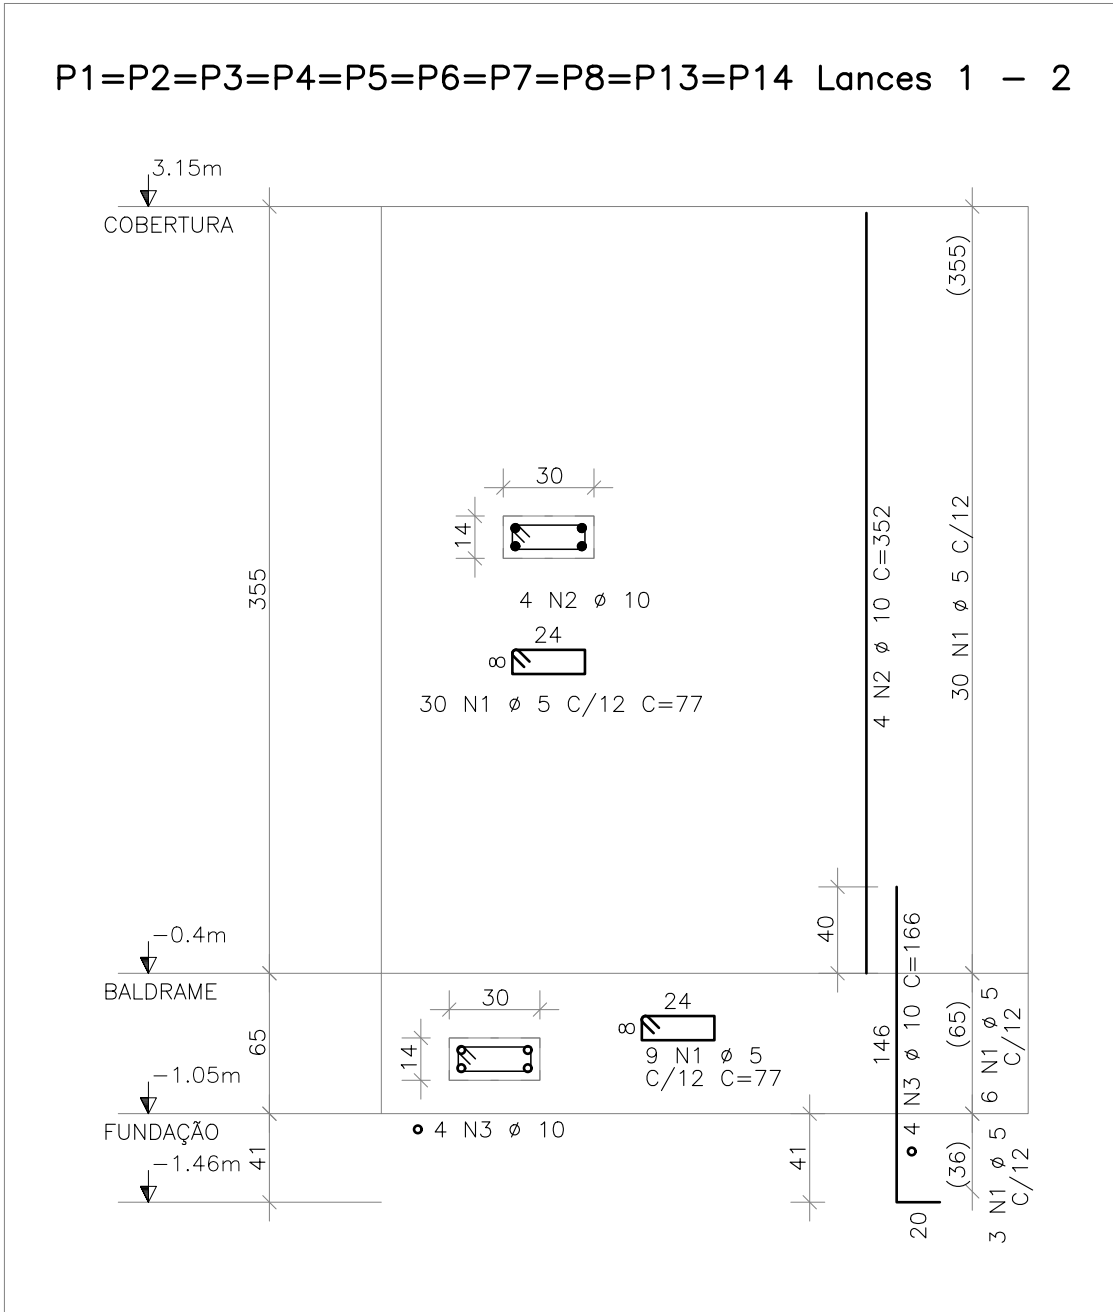 P1=P2=P3=P4=P5=P6=P7=P8=P13=P14 Lances 1 - 2
3.15m
COBERTURA
(355)
30
14
4 N2 ø 10
24
8
30 N1 ø 5 C/12 C=77
355
4 N2 ø 10 C=352
30 N1 ø 5 C/12
40
-0.4m
BALDRAME
30
14
24
8
9 N1 ø 5
C/12 C=77
65
146
4 N3 ø 10 C=166
(65)
6 N1 ø 5
C/12
-1.05m
FUNDAÇÃO
4 N3 ø 10
-1.46m
41
41
(36)
3 N1 ø 5
C/12
20